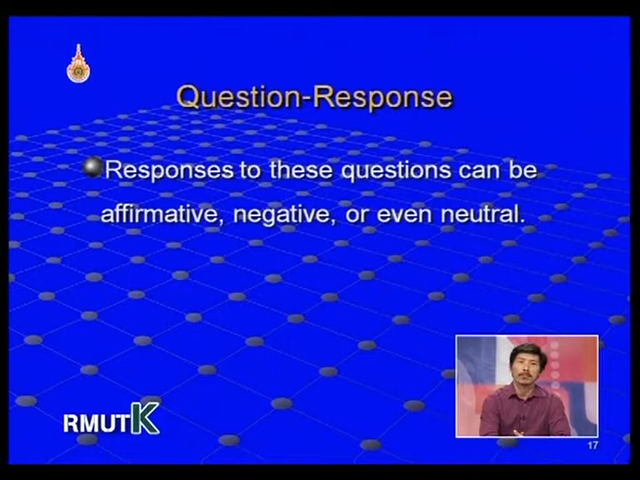 Question-Response
Responses to these questions can be
affirmative, negative, or even neutral.
RMUTK
17